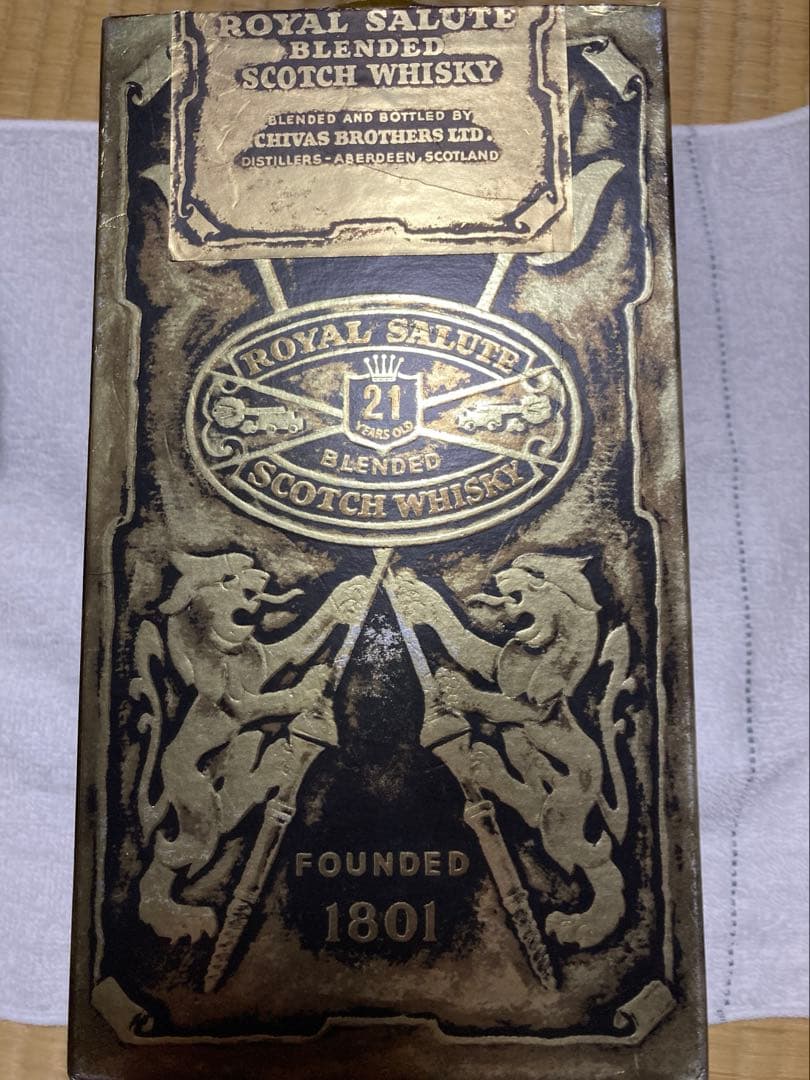 ROYAL SALUTE
BLENDED
SCOTCH WHISKY
BLENDED AND BOTTLED BY
CHIVAS BROTHERS LTD.
DISTILLERS-ABERDEEN, SCOTLAND
ROYAL SALUTE
21
YEARS OLD
BLENDED
SCOTCH WHISKY
FOUNDED
1801